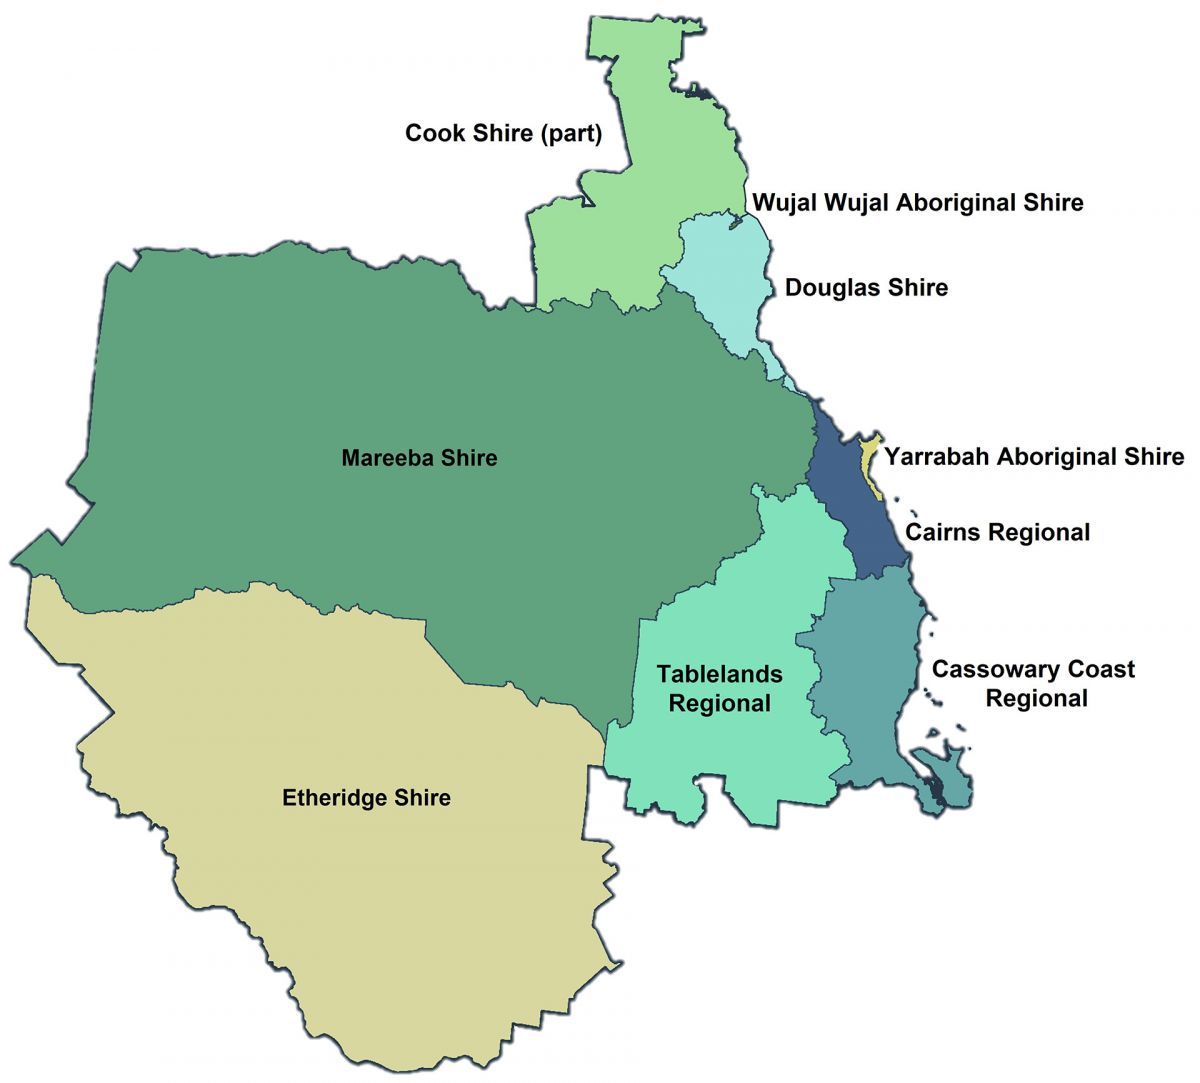 Cook Shire (part)
Wujal Wujal Aboriginal Shire
Douglas Shire
Mareeba Shire
Yarrabah Aboriginal Shire
Cairns Regional
Tablelands
Regional
Cassowary Coast
Regional
Etheridge Shire